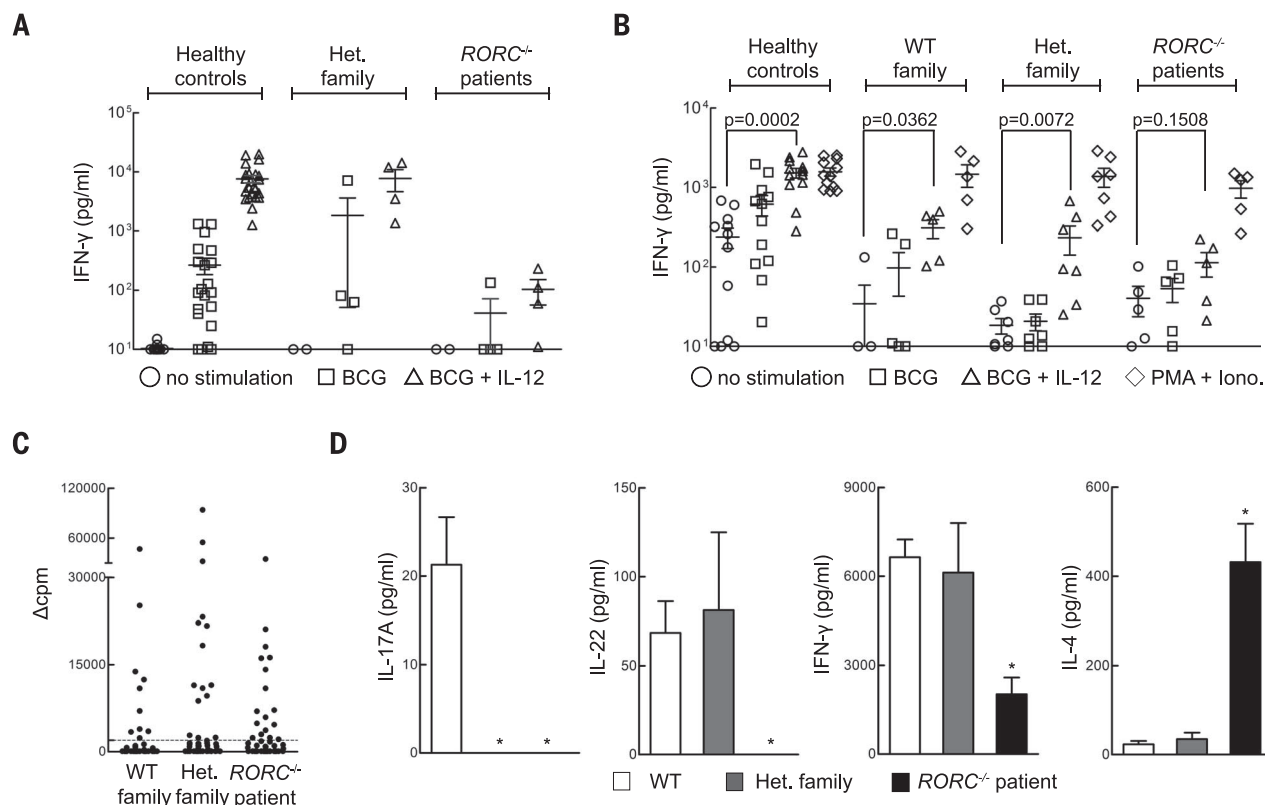 A
Healthy controls
Het. family
RORC-/- patients
IFN-γ (pg/ml)
10^5
10^4
10^3
10^2
10^1
no stimulation BCG BCG + IL-12
B
Healthy controls
WT family
Het. family
RORC-/- patients
IFN-γ (pg/ml)
10^4
10^3
10^2
10^1
p=0.0002
p=0.0362
p=0.0072
p=0.1508
no stimulation BCG BCG + IL-12 PMA + Iono.
C
Δcpm
120000
60000
30000
15000
0
WT family
Het. family
RORC-/- patient
D
IL-17A (pg/ml)
30
20
10
0
* *
IL-22 (pg/ml)
150
100
50
0
*
IFN-γ (pg/ml)
9000
6000
3000
0
*
IL-4 (pg/ml)
600
400
200
0
*
WT Het. family RORC-/- patient